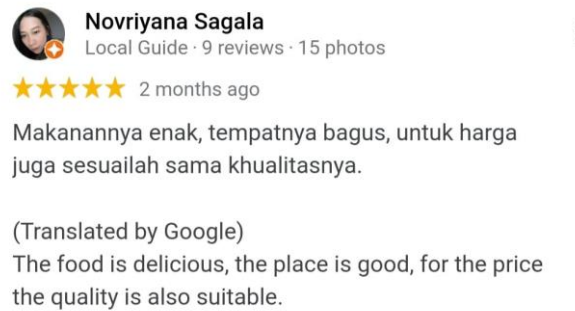 Novriyana Sagala
Local Guide · 9 reviews · 15 photos
2 months ago
Makanannya enak, tempatnya bagus, untuk harga
juga sesuailah sama khualitasnya.
(Translated by Google)
The food is delicious, the place is good, for the price
the quality is also suitable.